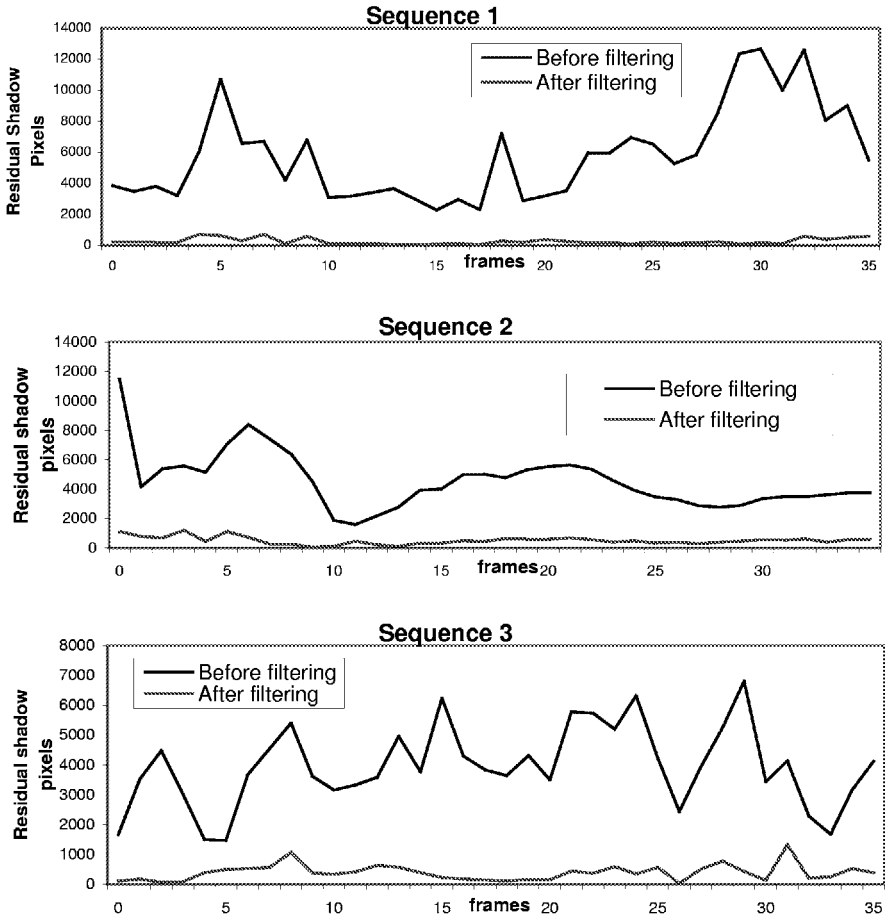 Sequence 1
14000
12000
10000
8000
6000
4000
2000
0
Residual Shadow
Pixels
Before filtering
After filtering
0 5 10 15 20 25 30 35
frames
Sequence 2
14000
12000
10000
8000
6000
4000
2000
0
Residual shadow
pixels
Before filtering
After filtering
0 5 10 15 20 25 30
frames
Sequence 3
8000
7000
6000
5000
4000
3000
2000
1000
0
Residual shadow
pixels
Before filtering
After filtering
0 5 10 15 20 25 30 35
frames